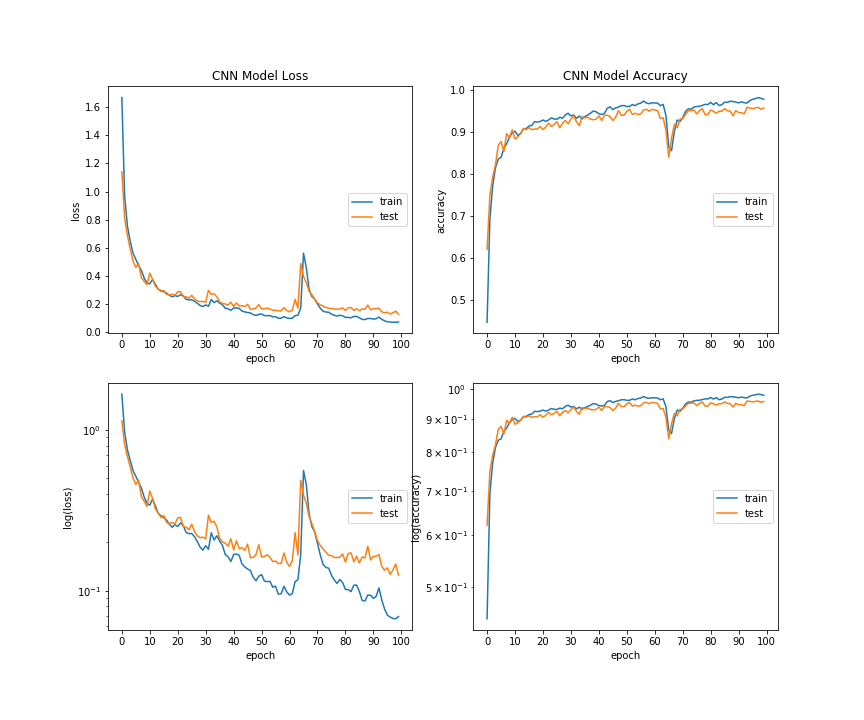 CNN Model Loss
1.6
1.4
1.2
1.0
0.8
0.6
0.4
0.2
0.0
loss
train
test
0 10 20 30 40 50 60 70 80 90 100
epoch
CNN Model Accuracy
1.0
0.9
0.8
0.7
0.6
0.5
accuracy
train
test
0 10 20 30 40 50 60 70 80 90 100
epoch
10⁰
10⁻¹
log(loss)
train
test
0 10 20 30 40 50 60 70 80 90 100
epoch
10⁰
9 × 10⁻¹
8 × 10⁻¹
7 × 10⁻¹
6 × 10⁻¹
5 × 10⁻¹
log(accuracy)
train
test
0 10 20 30 40 50 60 70 80 90 100
epoch